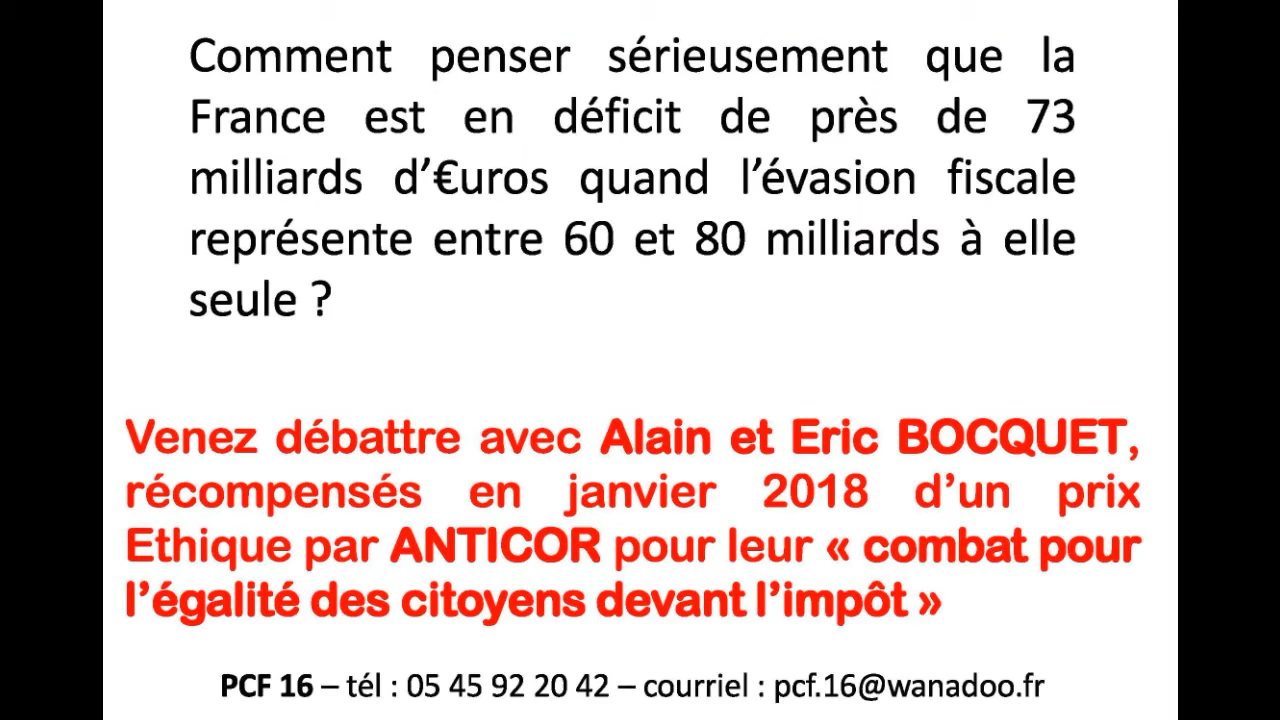 Comment penser sérieusement que la
France est en déficit de près de 73
milliards d’€uros quand l’évasion fiscale
représente entre 60 et 80 milliards à elle
seule ?
Venez débattre avec Alain et Eric BOCQUET,
récompensés en janvier 2018 d’un prix
Ethique par ANTICOR pour leur « combat pour
l’égalité des citoyens devant l’impôt »
PCF 16 – tél : 05 45 92 20 42 – courriel : pcf.16@wanadoo.fr